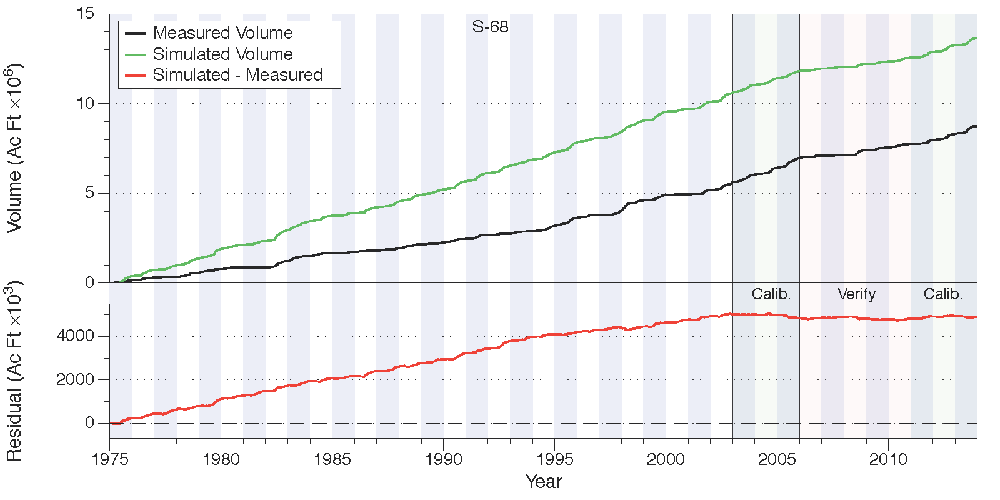 S-68
Measured Volume
Simulated Volume
Simulated - Measured
Volume (Ac Ft ×10⁶)
15
10
5
0
Calib.
Verify
Calib.
Residual (Ac Ft ×10³)
4000
2000
0
1975
1980
1985
1990
1995
2000
2005
2010
Year